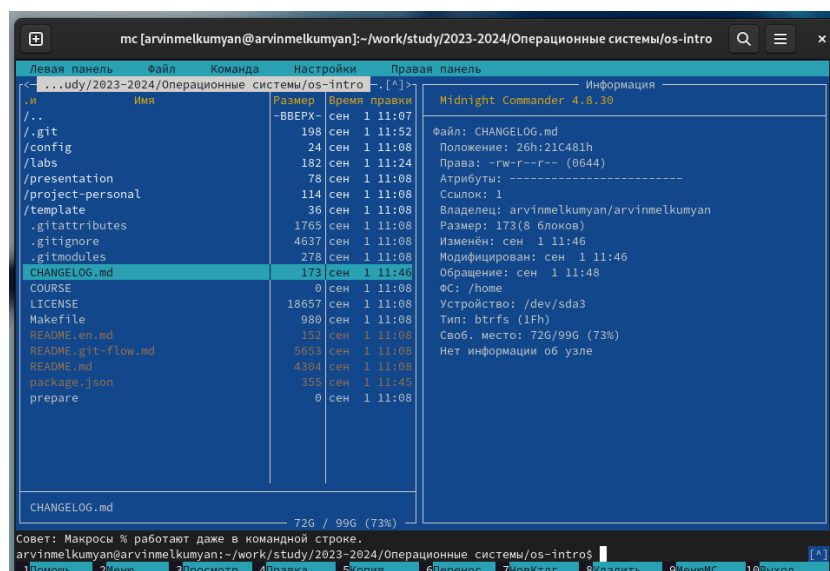 mc [arvinmelkumyan@arvinmelkumyan]:~/work/study/2023-2024/Операционные системы/os-intro
Левая панель Файл Команда Настройки Правая панель
<— ...udy/2023-2024/Операционные системы/os-intro —.[^]>
.и Имя Размер Время правки
/.. -ВВЕРХ- сен 1 11:07
/.git 198 сен 1 11:52
/config 24 сен 1 11:08
/labs 182 сен 1 11:24
/presentation 78 сен 1 11:08
/project-personal 114 сен 1 11:08
/template 36 сен 1 11:08
.gitattributes 1765 сен 1 11:08
.gitignore 4637 сен 1 11:08
.gitmodules 278 сен 1 11:08
CHANGELOG.md 173 сен 1 11:46
COURSE 0 сен 1 11:08
LICENSE 18657 сен 1 11:08
Makefile 980 сен 1 11:08
README.en.md 152 сен 1 11:08
README.git-flow.md 5653 сен 1 11:08
README.md 4304 сен 1 11:08
package.json 355 сен 1 11:45
prepare 0 сен 1 11:08
CHANGELOG.md
72G / 99G (73%)
Информация
Midnight Commander 4.8.30
Файл: CHANGELOG.md
Положение: 26h:21C481h
Права: -rw-r--r-- (0644)
Атрибуты: -------------------------
Ссылок: 1
Владелец: arvinmelkumyan/arvinmelkumyan
Размер: 173(8 блоков)
Изменён: сен 1 11:46
Модифицирован: сен 1 11:46
Обращение: сен 1 11:48
ФС: /home
Устройство: /dev/sda3
Тип: btrfs (1Fh)
Своб. место: 72G/99G (73%)
Нет информации об узле
Совет: Макросы % работают даже в командной строке.
arvinmelkumyan@arvinmelkumyan:~/work/study/2023-2024/Операционные системы/os-intro$ [^]
1Помощь 2Меню 3Просмотр 4Правка 5Копия 6Перенос 7НовКтлг 8Удалить 9МенюMC 10Выход